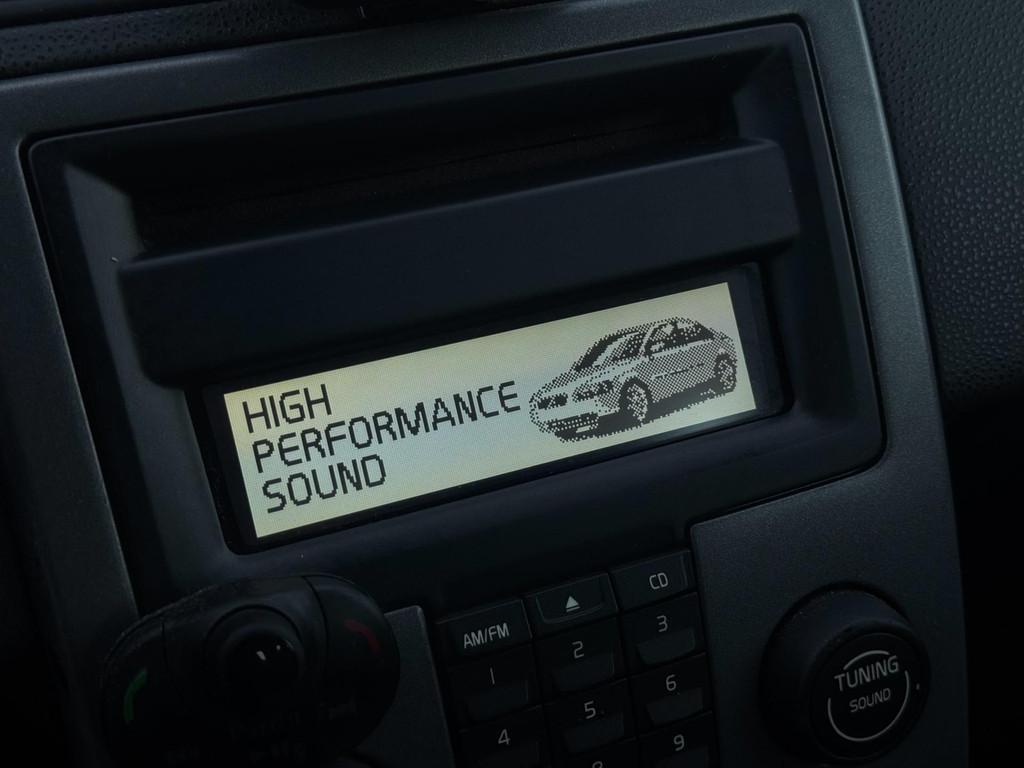 HIGH
PERFORMANCE
SOUND
AM/FM
CD
1
2
3
4
5
6
9
TUNING
SOUND